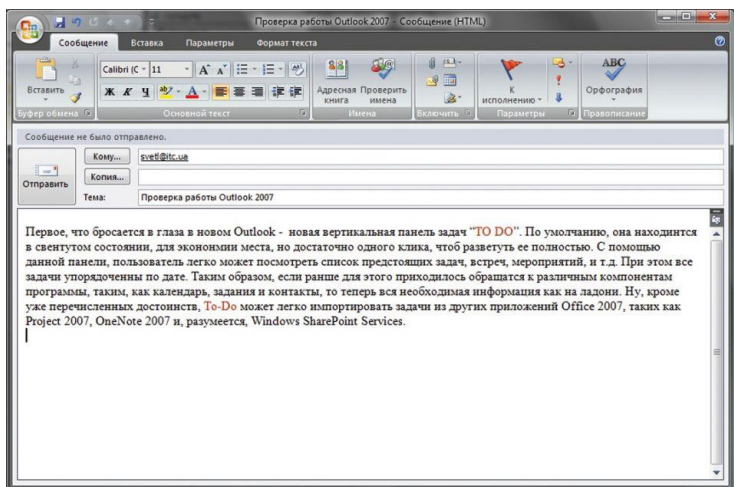 Проверка работы Outlook 2007 - Сообщение (HTML)
Сообщение Вставка Параметры Формат текста
Вставить
Calibri (С 11
Ж К Ч
Адресная книга
Проверить имена
К исполнению
ABC
Орфография
Буфер обмена Основной текст Имена Включить Параметры Правописание
Сообщение не было отправлено.
Отправить
Кому... svetl@itc.ua
Копия...
Тема: Проверка работы Outlook 2007
Первое, что бросается в глаза в новом Outlook - новая вертикальная панель задач “TO DO”. По умолчанию, она находинтся
в свентутом состоянии, для эконономии места, но достаточно одного клика, чтоб разветуть ее полностью. С помощью
данной панели, пользователь легко может посмотреть список предстоящих задач, встреч, мероприятий, и т.д. При этом все
задачи упорядоченны по дате. Таким образом, если раньше для этого приходилось обращатся к различным компонентам
программы, таким, как календарь, задания и контакты, то теперь вся необходимая информация как на ладони. Ну, кроме
уже перечисленных достоинств, To-Do может легко импортировать задачи из других приложений Office 2007, таких как
Project 2007, OneNote 2007 и, разумеется, Windows SharePoint Services.